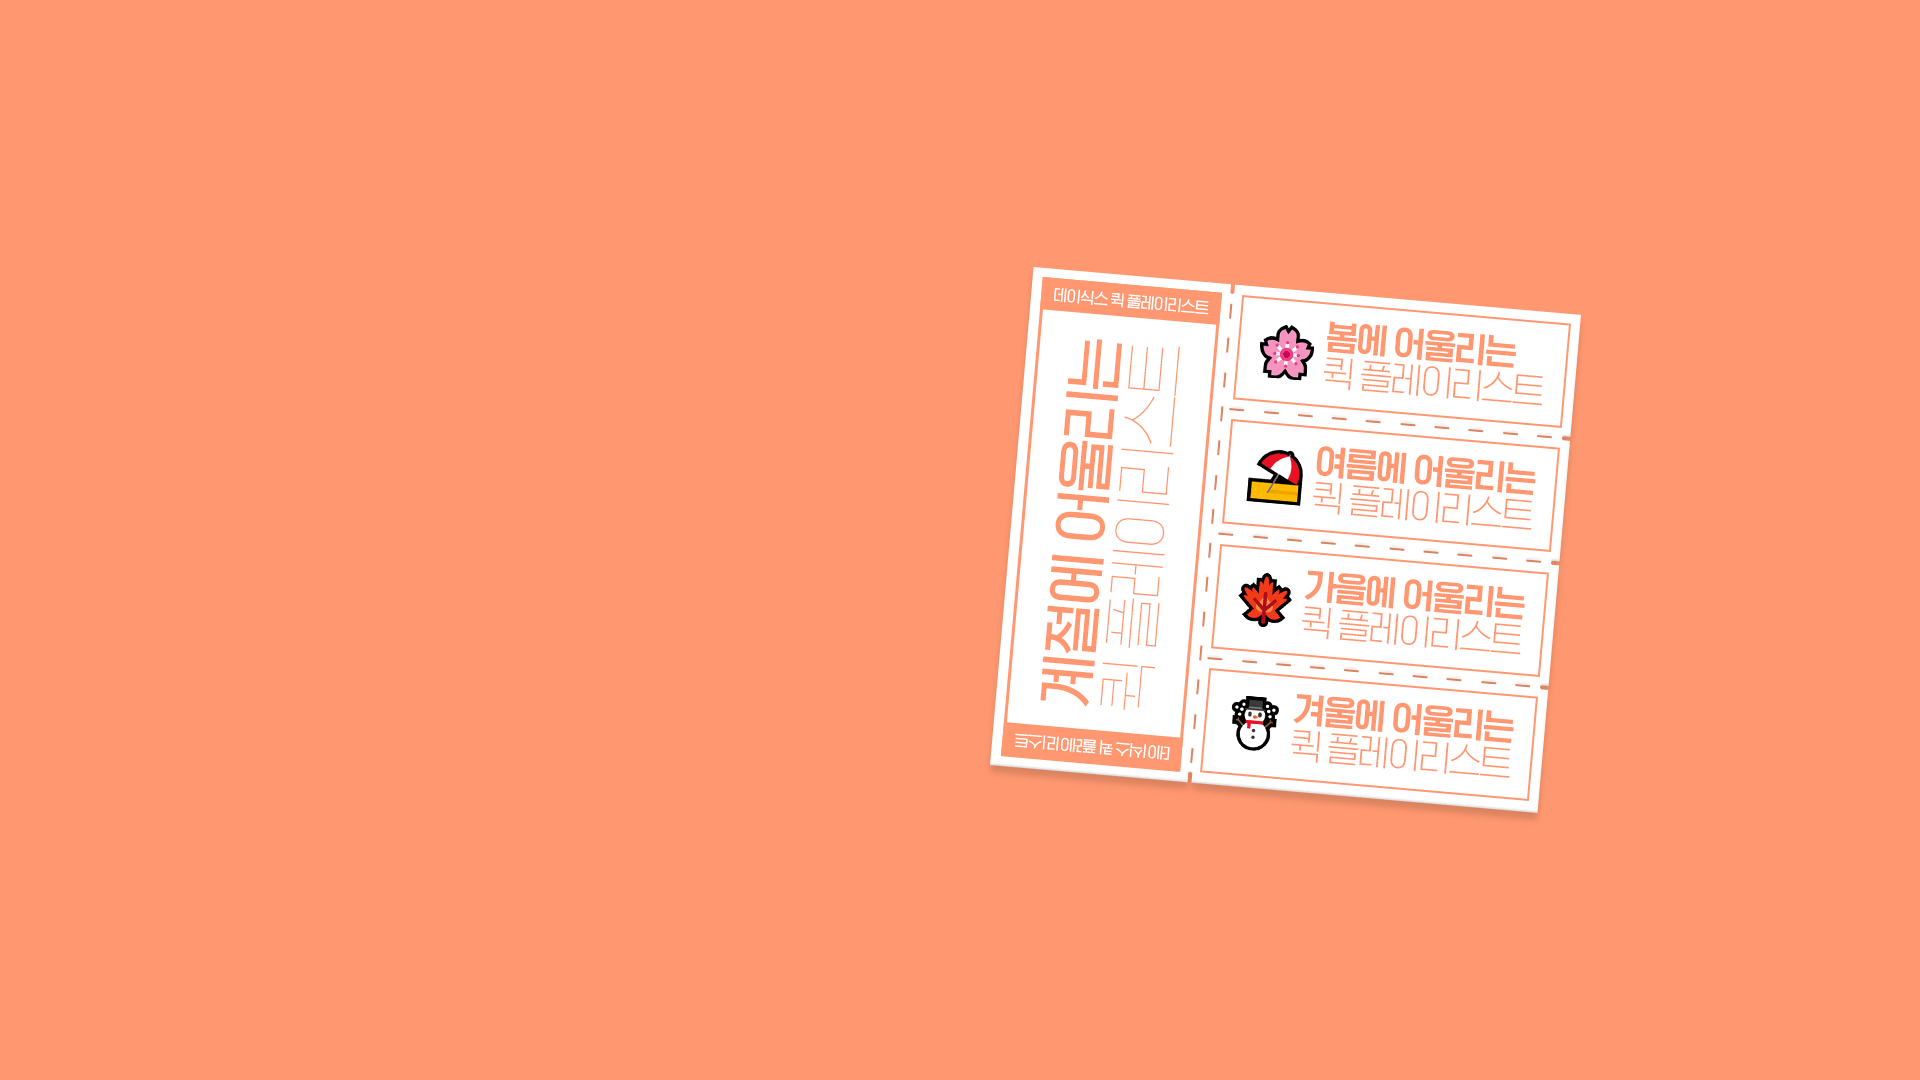 데이식스 퀵 플레이리스트
계절에 어울리는
퀵 플레이리스트
데이식스 퀵 플레이리스트
봄에 어울리는
퀵 플레이리스트
여름에 어울리는
퀵 플레이리스트
가을에 어울리는
퀵 플레이리스트
겨울에 어울리는
퀵 플레이리스트